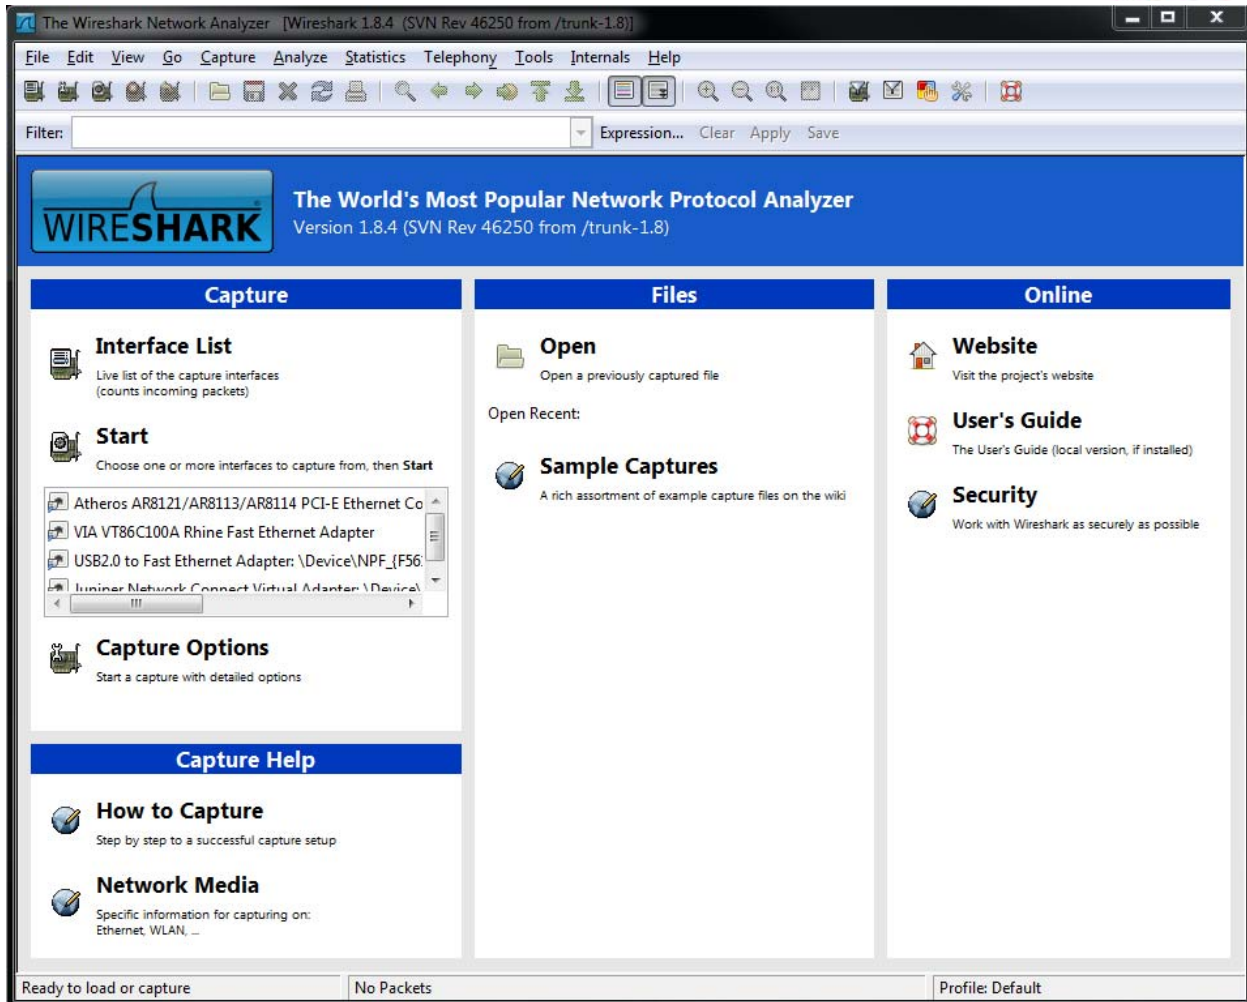 The Wireshark Network Analyzer [Wireshark 1.8.4 (SVN Rev 46250 from /trunk-1.8)]
File Edit View Go Capture Analyze Statistics Telephony Tools Internals Help
Filter: Expression... Clear Apply Save
WIRESHARK
The World's Most Popular Network Protocol Analyzer
Version 1.8.4 (SVN Rev 46250 from /trunk-1.8)
Capture
Interface List
Live list of the capture interfaces
(counts incoming packets)
Start
Choose one or more interfaces to capture from, then Start
Atheros AR8121/AR8113/AR8114 PCI-E Ethernet Co
VIA VT86C100A Rhine Fast Ethernet Adapter
USB2.0 to Fast Ethernet Adapter: \Device\NPF_{F56
Juniper Network Connect Virtual Adapter: \Device\
Capture Options
Start a capture with detailed options
Capture Help
How to Capture
Step by step to a successful capture setup
Network Media
Specific information for capturing on:
Ethernet, WLAN, ...
Files
Open
Open a previously captured file
Open Recent:
Sample Captures
A rich assortment of example capture files on the wiki
Online
Website
Visit the project's website
User's Guide
The User's Guide (local version, if installed)
Security
Work with Wireshark as securely as possible
Ready to load or capture
No Packets
Profile: Default